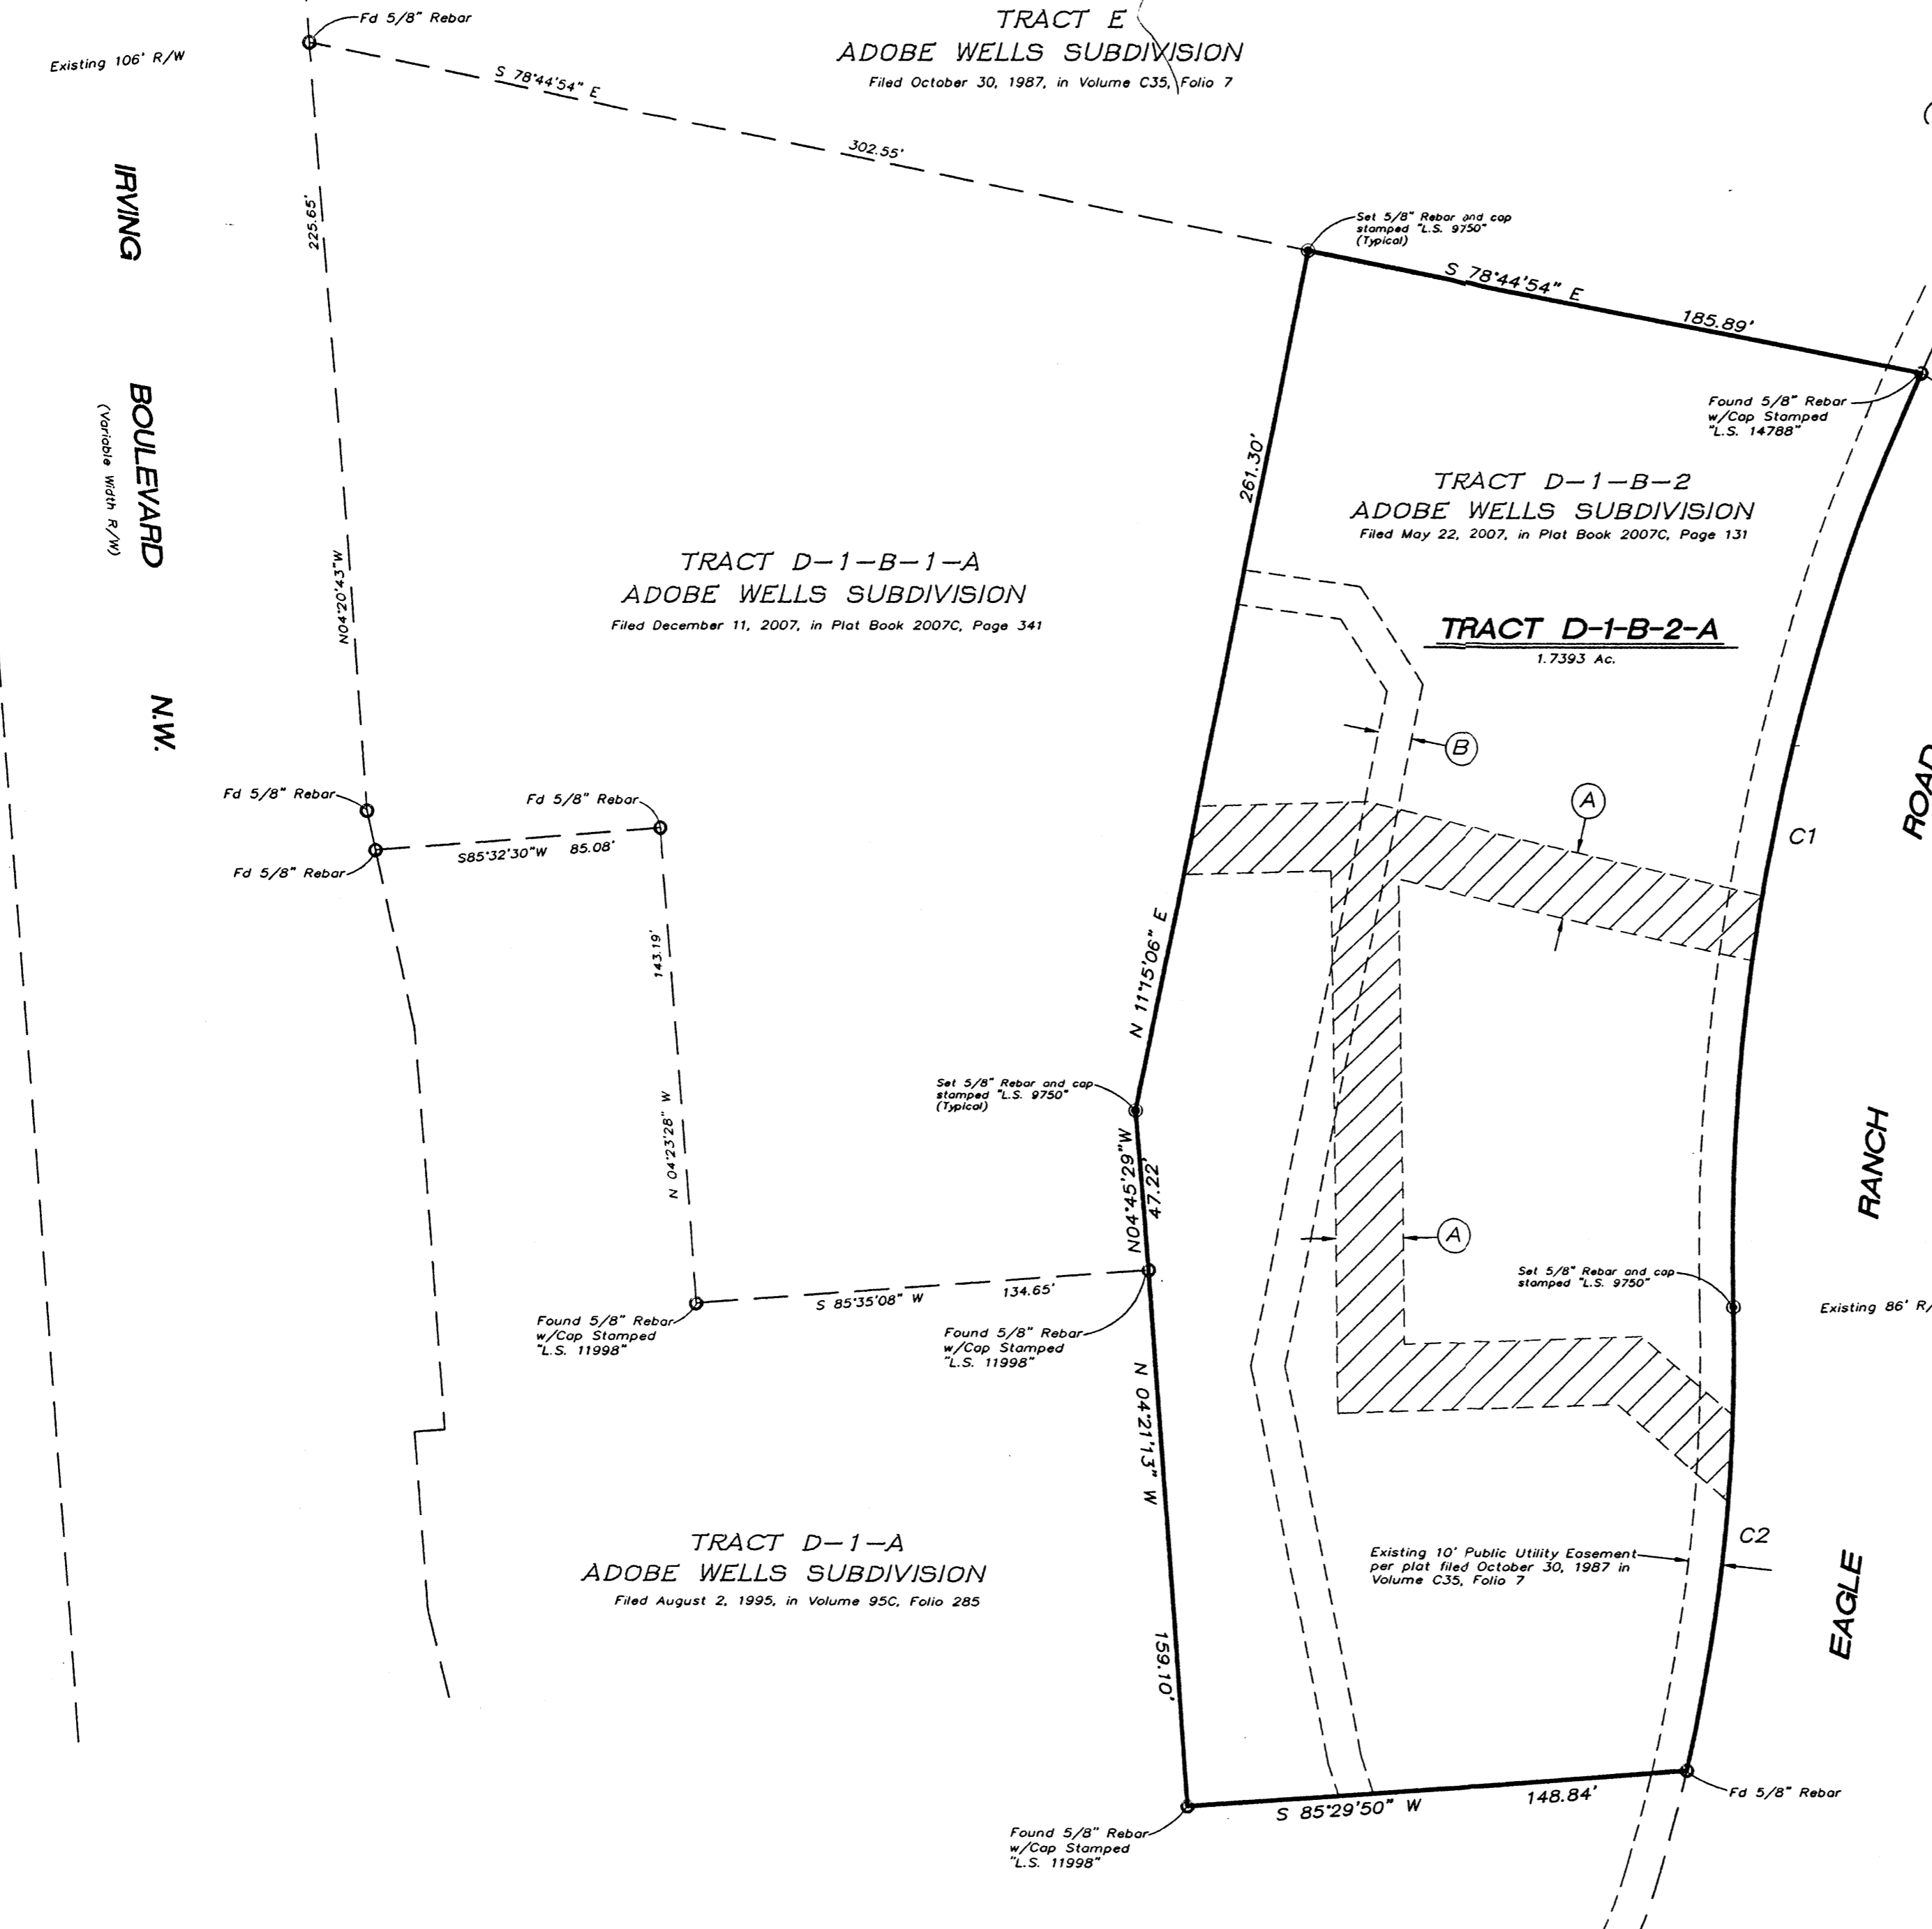 TRACT E
ADOBE WELLS SUBDIVISION
Filed October 30, 1987, in Volume C35, Folio 7
Fd 5/8" Rebar
Existing 106' R/W
S 78°44'54" E
302.55'
225.65'
N04°20'43"W
IRVING
BOULEVARD
(Variable Width R/W)
N.W.
Set 5/8" Rebar and cap
stamped "L.S. 9750"
(Typical)
S 78°44'54" E
185.89'
Found 5/8" Rebar
w/Cap Stamped
"L.S. 14788"
261.30'
N 11°15'06" E
TRACT D-1-B-2
ADOBE WELLS SUBDIVISION
Filed May 22, 2007, in Plat Book 2007C, Page 131
TRACT D-1-B-1-A
ADOBE WELLS SUBDIVISION
Filed December 11, 2007, in Plat Book 2007C, Page 341
TRACT D-1-B-2-A
1.7393 Ac.
B
A
C1
ROAD
Fd 5/8" Rebar
Fd 5/8" Rebar
Fd 5/8" Rebar
S85°32'30"W 85.08'
143.19'
N 04°23'28" W
Set 5/8" Rebar and cap
stamped "L.S. 9750"
(Typical)
N04°45'29"W
47.22'
RANCH
A
Set 5/8" Rebar and cap
stamped "L.S. 9750"
Existing 86' R/
S 85°35'08" W 134.65'
Found 5/8" Rebar
w/Cap Stamped
"L.S. 11998"
Found 5/8" Rebar
w/Cap Stamped
"L.S. 11998"
N 04°21'13" W
159.10'
TRACT D-1-A
ADOBE WELLS SUBDIVISION
Filed August 2, 1995, in Volume 95C, Folio 285
C2
Existing 10' Public Utility Easement
per plat filed October 30, 1987 in
Volume C35, Folio 7
EAGLE
S 85°29'50" W
148.84'
Fd 5/8" Rebar
Found 5/8" Rebar
w/Cap Stamped
"L.S. 11998"